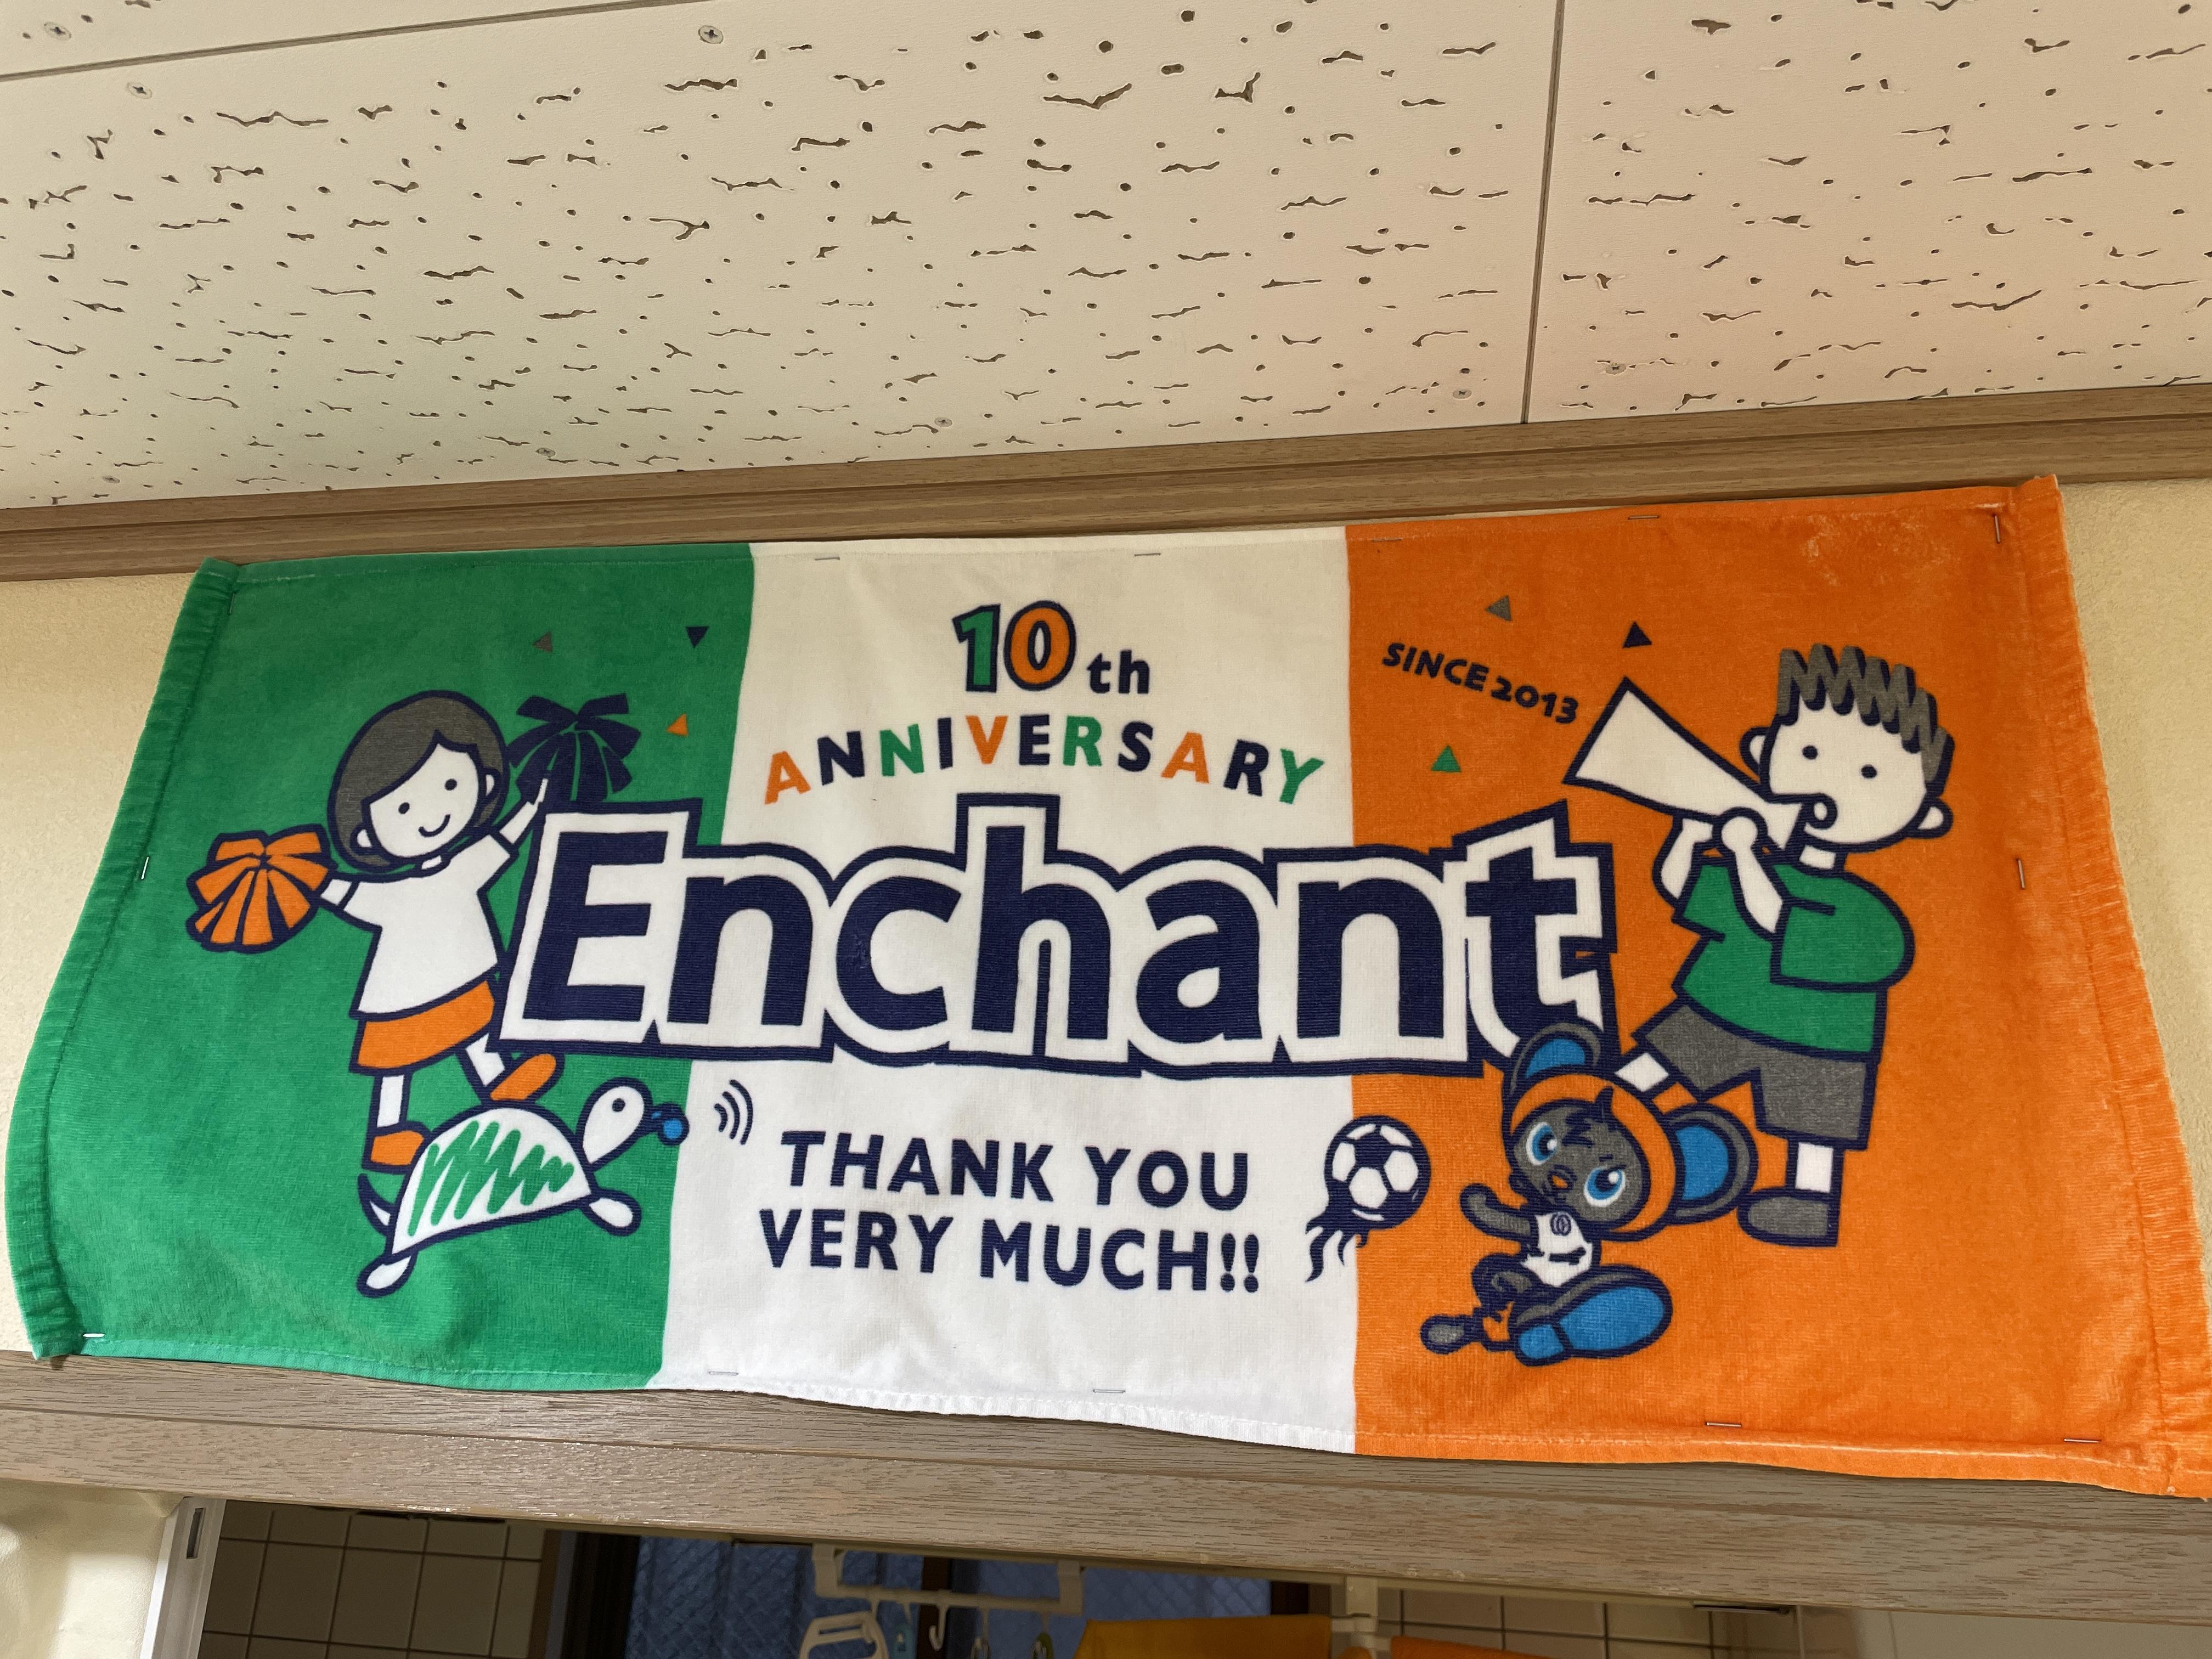 10th
ANNIVERSARY
SINCE 2013
Enchant
THANK YOU
VERY MUCH!!